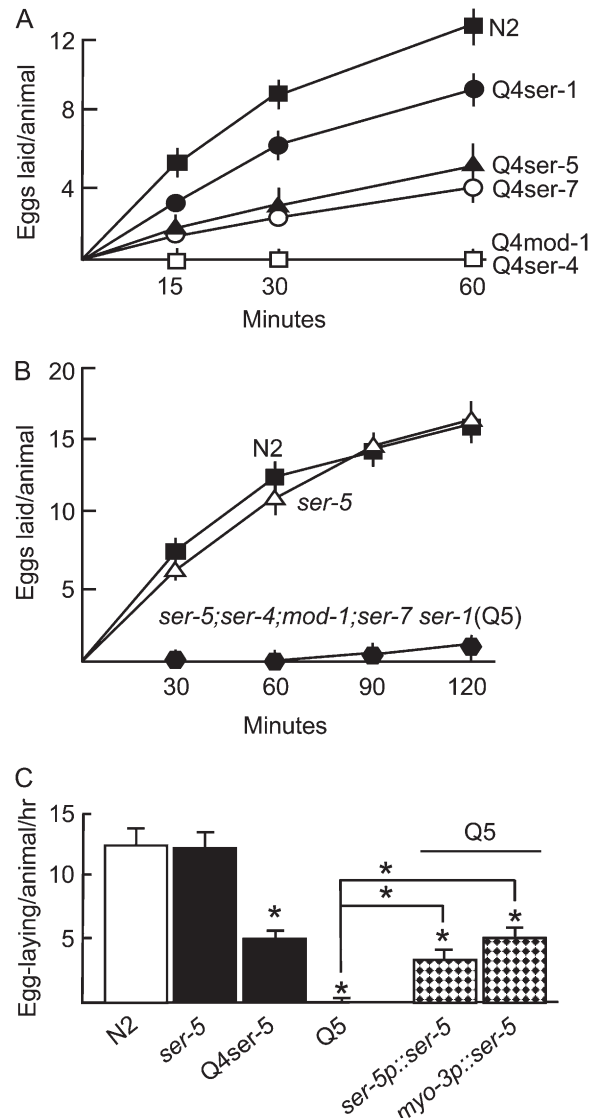 A
Eggs laid/animal
12
8
4
N2
Q4ser-1
Q4ser-5
Q4ser-7
Q4mod-1
Q4ser-4
15 30 60
Minutes
B
Eggs laid/animal
20
15
10
5
N2
ser-5
ser-5;ser-4;mod-1;ser-7 ser-1(Q5)
30 60 90 120
Minutes
C
Egg-laying/animal/hr
15
10
5
Q5
*
*
*
*
*
*
N2 ser-5 Q4ser-5 Q5 ser-5p::ser-5 myo-3p::ser-5